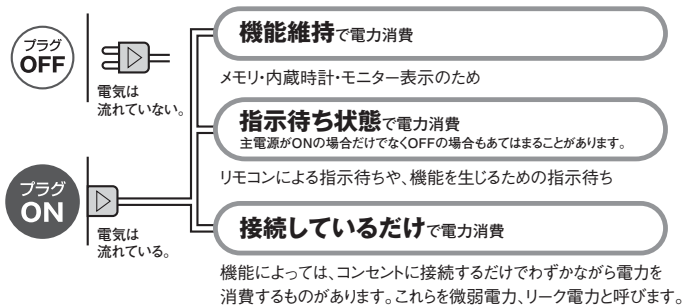 プラグ
OFF
電気は
流れていない。
機能維持で電力消費
メモリ・内蔵時計・モニター表示のため
指示待ち状態で電力消費
主電源がONの場合だけでなくOFFの場合もあてはまることがあります。
リモコンによる指示待ちや、機能を生じるための指示待ち
プラグ
ON
電気は
流れている。
接続しているだけで電力消費
機能によっては、コンセントに接続するだけでわずかながら電力を
消費するものがあります。これらを微弱電力、リーク電力と呼びます。